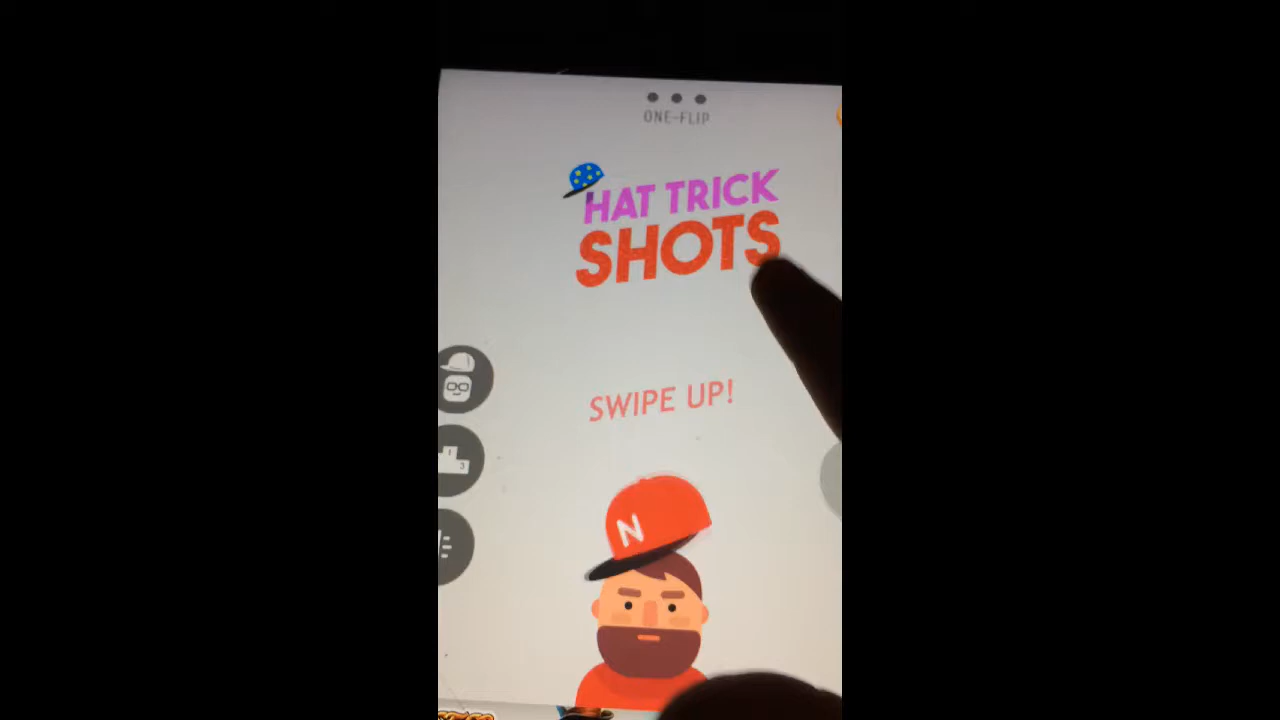 ONE-FLIP
HAT TRICK
SHOTS
SWIPE UP!
N